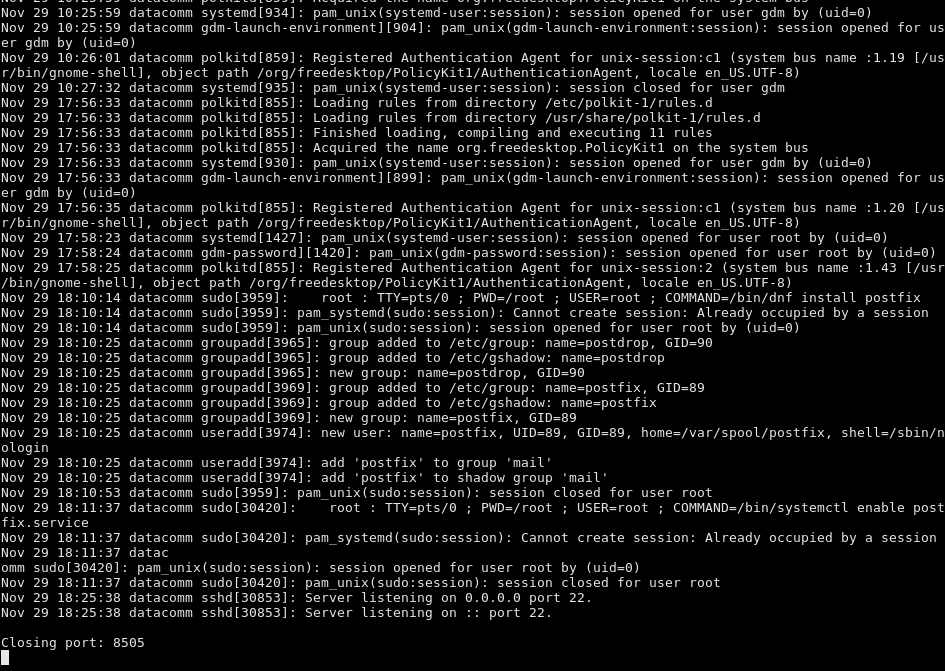 Nov 29 10:25:59 datacomm systemd[934]: pam_unix(systemd-user:session): session opened for user gdm by (uid=0)
Nov 29 10:25:59 datacomm gdm-launch-environment][904]: pam_unix(gdm-launch-environment:session): session opened for us
er gdm by (uid=0)
Nov 29 10:26:01 datacomm polkitd[859]: Registered Authentication Agent for unix-session:c1 (system bus name :1.19 [/us
r/bin/gnome-shell], object path /org/freedesktop/PolicyKit1/AuthenticationAgent, locale en_US.UTF-8)
Nov 29 10:27:32 datacomm systemd[935]: pam_unix(systemd-user:session): session closed for user gdm
Nov 29 17:56:33 datacomm polkitd[855]: Loading rules from directory /etc/polkit-1/rules.d
Nov 29 17:56:33 datacomm polkitd[855]: Loading rules from directory /usr/share/polkit-1/rules.d
Nov 29 17:56:33 datacomm polkitd[855]: Finished loading, compiling and executing 11 rules
Nov 29 17:56:33 datacomm polkitd[855]: Acquired the name org.freedesktop.PolicyKit1 on the system bus
Nov 29 17:56:33 datacomm systemd[930]: pam_unix(systemd-user:session): session opened for user gdm by (uid=0)
Nov 29 17:56:33 datacomm gdm-launch-environment][899]: pam_unix(gdm-launch-environment:session): session opened for us
er gdm by (uid=0)
Nov 29 17:56:35 datacomm polkitd[855]: Registered Authentication Agent for unix-session:c1 (system bus name :1.20 [/us
r/bin/gnome-shell], object path /org/freedesktop/PolicyKit1/AuthenticationAgent, locale en_US.UTF-8)
Nov 29 17:58:23 datacomm systemd[1427]: pam_unix(systemd-user:session): session opened for user root by (uid=0)
Nov 29 17:58:24 datacomm gdm-password][1420]: pam_unix(gdm-password:session): session opened for user root by (uid=0)
Nov 29 17:58:25 datacomm polkitd[855]: Registered Authentication Agent for unix-session:2 (system bus name :1.43 [/usr
/bin/gnome-shell], object path /org/freedesktop/PolicyKit1/AuthenticationAgent, locale en_US.UTF-8)
Nov 29 18:10:14 datacomm sudo[3959]:    root : TTY=pts/0 ; PWD=/root ; USER=root ; COMMAND=/bin/dnf install postfix
Nov 29 18:10:14 datacomm sudo[3959]: pam_systemd(sudo:session): Cannot create session: Already occupied by a session
Nov 29 18:10:14 datacomm sudo[3959]: pam_unix(sudo:session): session opened for user root by (uid=0)
Nov 29 18:10:25 datacomm groupadd[3965]: group added to /etc/group: name=postdrop, GID=90
Nov 29 18:10:25 datacomm groupadd[3965]: group added to /etc/gshadow: name=postdrop
Nov 29 18:10:25 datacomm groupadd[3965]: new group: name=postdrop, GID=90
Nov 29 18:10:25 datacomm groupadd[3969]: group added to /etc/group: name=postfix, GID=89
Nov 29 18:10:25 datacomm groupadd[3969]: group added to /etc/gshadow: name=postfix
Nov 29 18:10:25 datacomm groupadd[3969]: new group: name=postfix, GID=89
Nov 29 18:10:25 datacomm useradd[3974]: new user: name=postfix, UID=89, GID=89, home=/var/spool/postfix, shell=/sbin/n
ologin
Nov 29 18:10:25 datacomm useradd[3974]: add 'postfix' to group 'mail'
Nov 29 18:10:25 datacomm useradd[3974]: add 'postfix' to shadow group 'mail'
Nov 29 18:10:53 datacomm sudo[3959]: pam_unix(sudo:session): session closed for user root
Nov 29 18:11:37 datacomm sudo[30420]:    root : TTY=pts/0 ; PWD=/root ; USER=root ; COMMAND=/bin/systemctl enable post
fix.service
Nov 29 18:11:37 datacomm sudo[30420]: pam_systemd(sudo:session): Cannot create session: Already occupied by a session
Nov 29 18:11:37 datac
omm sudo[30420]: pam_unix(sudo:session): session opened for user root by (uid=0)
Nov 29 18:11:37 datacomm sudo[30420]: pam_unix(sudo:session): session closed for user root
Nov 29 18:25:38 datacomm sshd[30853]: Server listening on 0.0.0.0 port 22.
Nov 29 18:25:38 datacomm sshd[30853]: Server listening on :: port 22.
Closing port: 8505